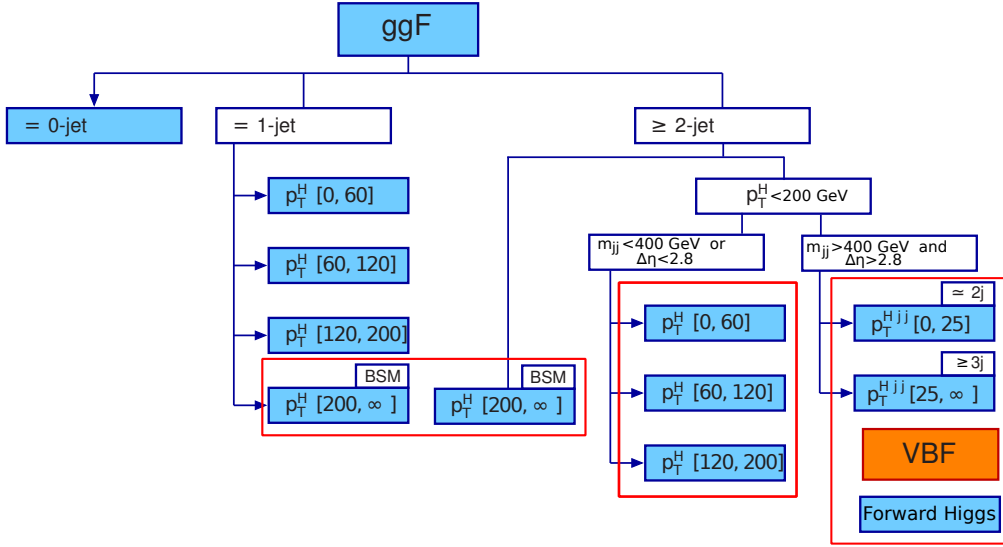 ggF
= 0-jet
= 1-jet
≥ 2-jet
p_T^H [0, 60]
p_T^H [60, 120]
p_T^H [120, 200]
BSM
p_T^H [200, ∞ ]
BSM
p_T^H [200, ∞ ]
p_T^H <200 GeV
m_jj <400 GeV or
Δη<2.8
m_jj >400 GeV and
Δη>2.8
p_T^H [0, 60]
p_T^H [60, 120]
p_T^H [120, 200]
≃ 2j
p_T^{H j j} [0, 25]
≥3j
p_T^{H j j} [25, ∞ ]
VBF
Forward Higgs